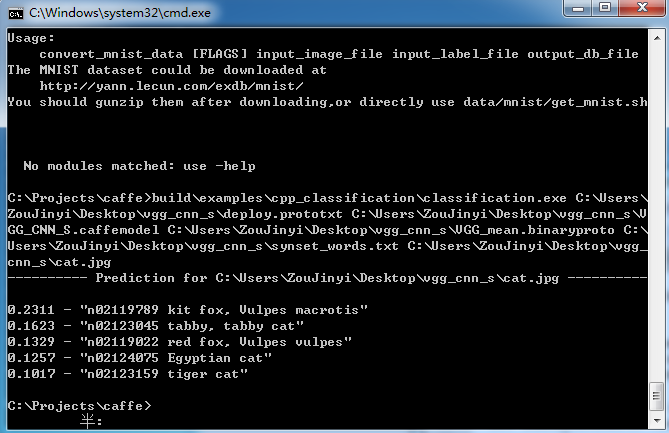 C:\Windows\system32\cmd.exe
Usage:
convert_mnist_data [FLAGS] input_image_file input_label_file output_db_file
The MNIST dataset could be downloaded at
http://yann.lecun.com/exdb/mnist/
You should gunzip them after downloading,or directly use data/mnist/get_mnist.sh
No modules matched: use -help
C:\Projects\caffe>build\examples\cpp_classification\classification.exe C:\Users\
ZouJinyi\Desktop\vgg_cnn_s\deploy.prototxt C:\Users\ZouJinyi\Desktop\vgg_cnn_s\V
GG_CNN_S.caffemodel C:\Users\ZouJinyi\Desktop\vgg_cnn_s\VGG_mean.binaryproto C:\
Users\ZouJinyi\Desktop\vgg_cnn_s\synset_words.txt C:\Users\ZouJinyi\Desktop\vgg_
cnn_s\cat.jpg
---------- Prediction for C:\Users\ZouJinyi\Desktop\vgg_cnn_s\cat.jpg ----------
0.2311 - "n02119789 kit fox, Vulpes macrotis"
0.1623 - "n02123045 tabby, tabby cat"
0.1329 - "n02119022 red fox, Vulpes vulpes"
0.1257 - "n02124075 Egyptian cat"
0.1017 - "n02123159 tiger cat"
C:\Projects\caffe>
半: